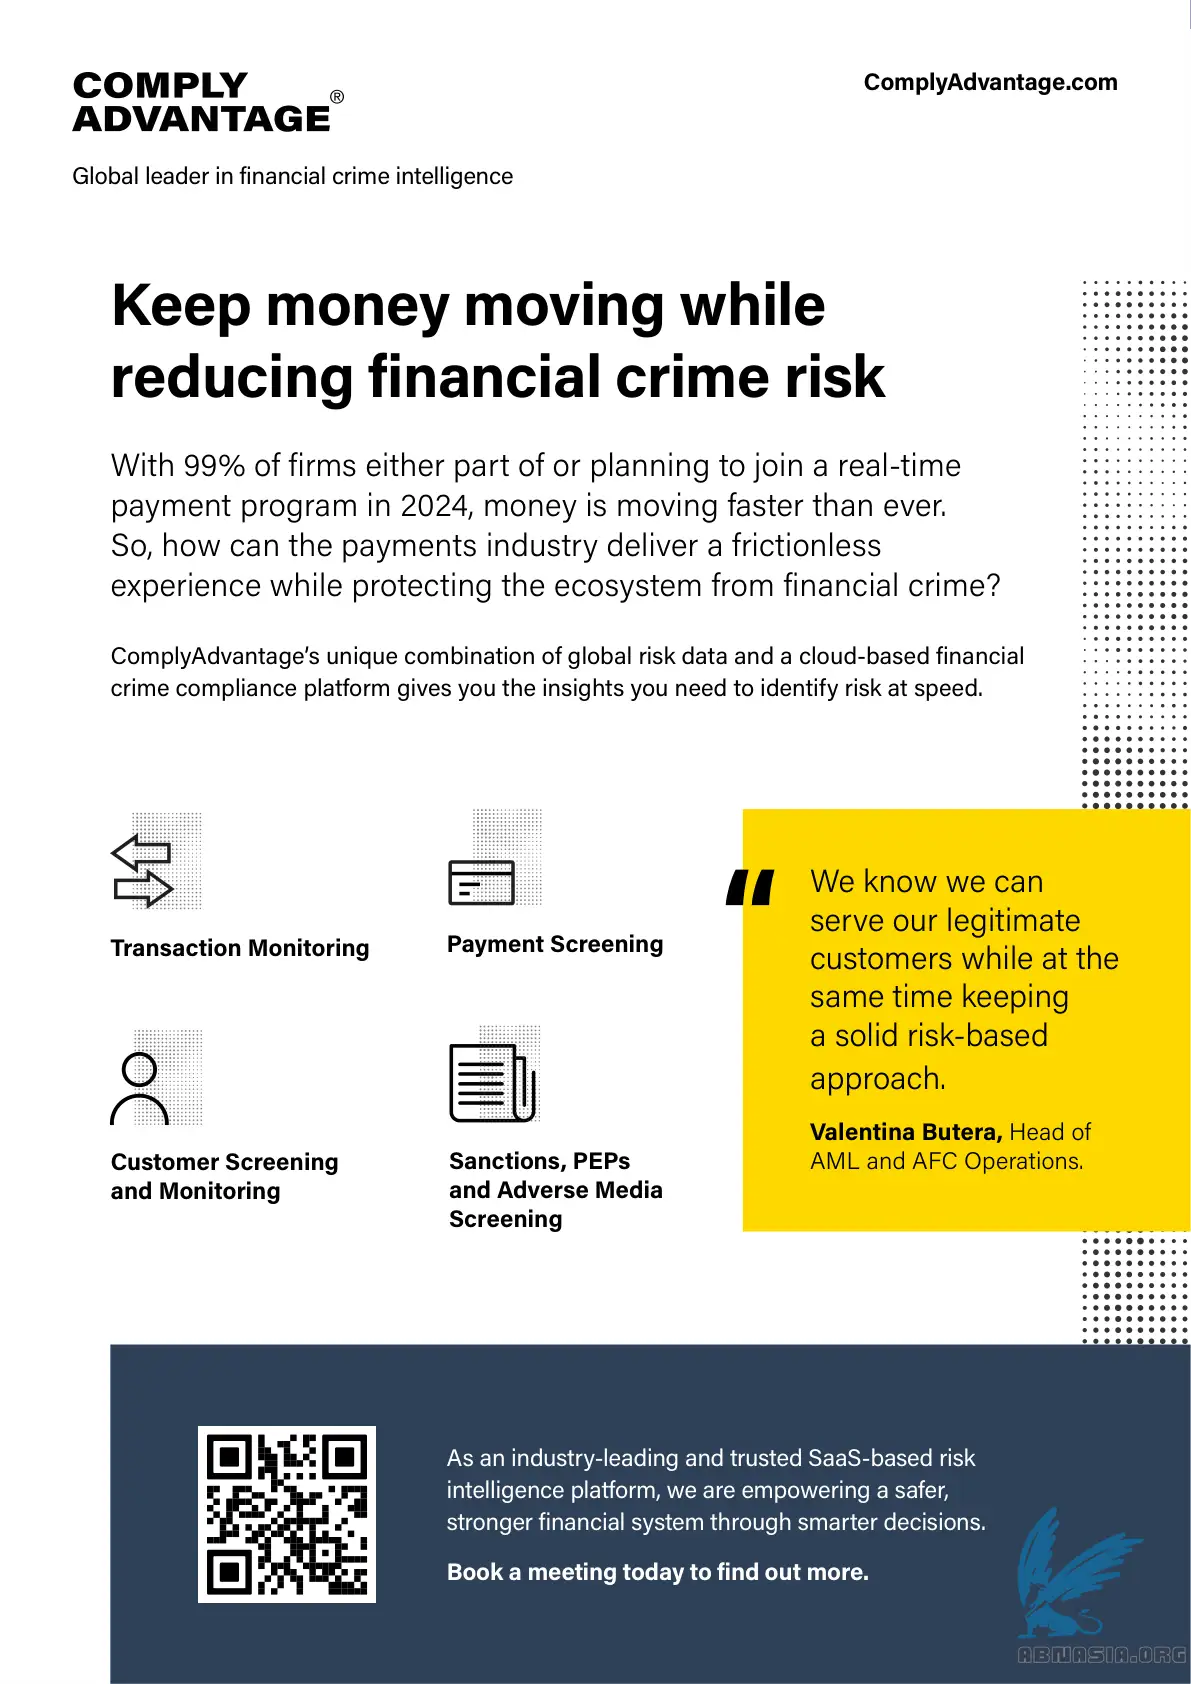 COMPLY
ADVANTAGE®
ComplyAdvantage.com
Global leader in financial crime intelligence
Keep money moving while
reducing financial crime risk
With 99% of firms either part of or planning to join a real-time
payment program in 2024, money is moving faster than ever.
So, how can the payments industry deliver a frictionless
experience while protecting the ecosystem from financial crime?
ComplyAdvantage’s unique combination of global risk data and a cloud-based financial
crime compliance platform gives you the insights you need to identify risk at speed.
Transaction Monitoring
Payment Screening
Customer Screening
and Monitoring
Sanctions, PEPs
and Adverse Media
Screening
“
We know we can
serve our legitimate
customers while at the
same time keeping
a solid risk-based
approach.
Valentina Butera, Head of
AML and AFC Operations.
As an industry-leading and trusted SaaS-based risk
intelligence platform, we are empowering a safer,
stronger financial system through smarter decisions.
Book a meeting today to find out more.
ABNASIA.ORG